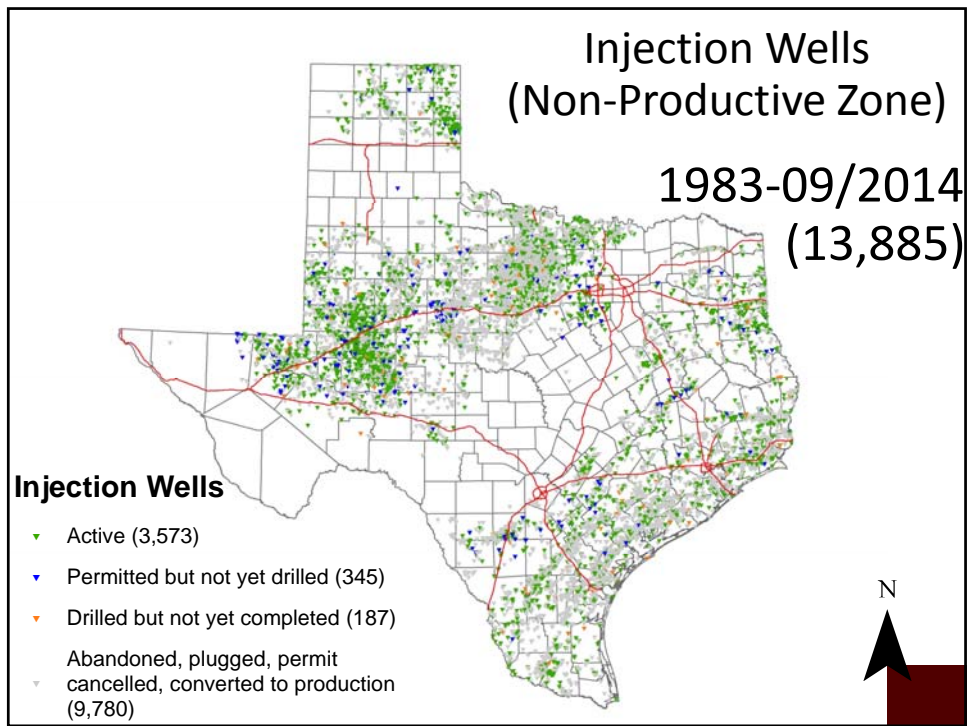 Injection Wells
(Non-Productive Zone)
1983-09/2014
(13,885)
Injection Wells
Active (3,573)
Permitted but not yet drilled (345)
Drilled but not yet completed (187)
Abandoned, plugged, permit
cancelled, converted to production
(9,780)
N